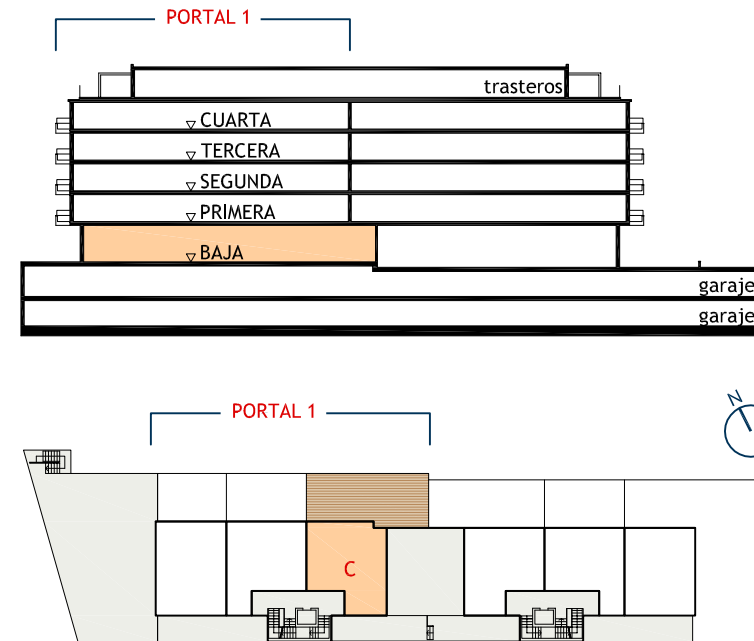 PORTAL 1
trasteros
CUARTA
TERCERA
SEGUNDA
PRIMERA
BAJA
garaje
garaje
N
PORTAL 1
C